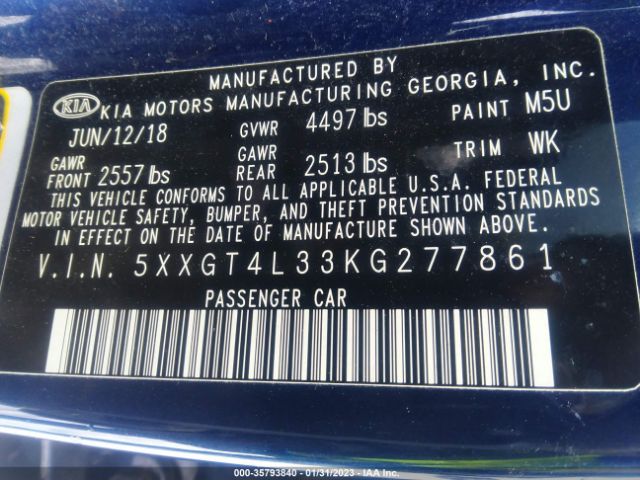 MANUFACTURED BY
KIA KIA MOTORS MANUFACTURING GEORGIA, INC.
JUN/12/18 GVWR 4497 lbs PAINT M5U
GAWR FRONT 2557 lbs GAWR REAR 2513 lbs TRIM WK
THIS VEHICLE CONFORMS TO ALL APPLICABLE U.S.A. FEDERAL
MOTOR VEHICLE SAFETY, BUMPER, AND THEFT PREVENTION STANDARDS
IN EFFECT ON THE DATE OF MANUFACTURE SHOWN ABOVE.
V.I.N. 5XXGT4L33KG277861
PASSENGER CAR
000-35793840 - 01/31/2023 - IAA Inc.